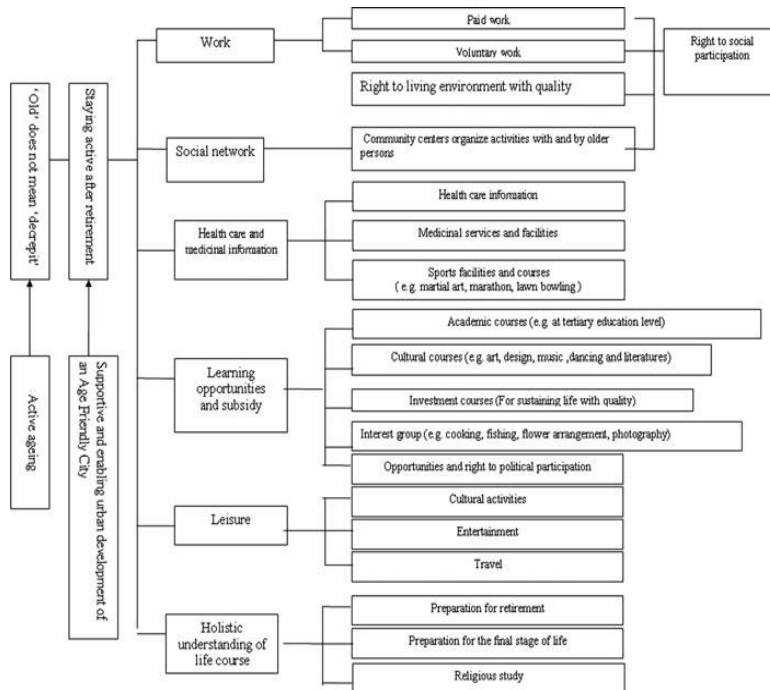 'Old' does not mean 'decrepit'
Active ageing
Staying active after retirement
Supportive and enabling urban development of
an Age Friendly City
Work
Paid work
Voluntary work
Right to social
participation
Right to living environment with quality
Social network
Community centers organize activities with and by older
persons
Health care and
medicinal information
Health care information
Medicinal services and facilities
Sports facilities and courses
( e.g. martial art, marathon, lawn bowling )
Learning
opportunities
and subsidy
Academic courses (e.g. at tertiary education level)
Cultural courses (e.g. art, design, music ,dancing and literatures)
Investment courses (For sustaining life with quality)
Interest group (e.g. cooking, fishing, flower arrangement, photography)
Opportunities and right to political participation
Leisure
Cultural activities
Entertainment
Travel
Holistic
understanding of
life course
Preparation for retirement
Preparation for the final stage of life
Religious study